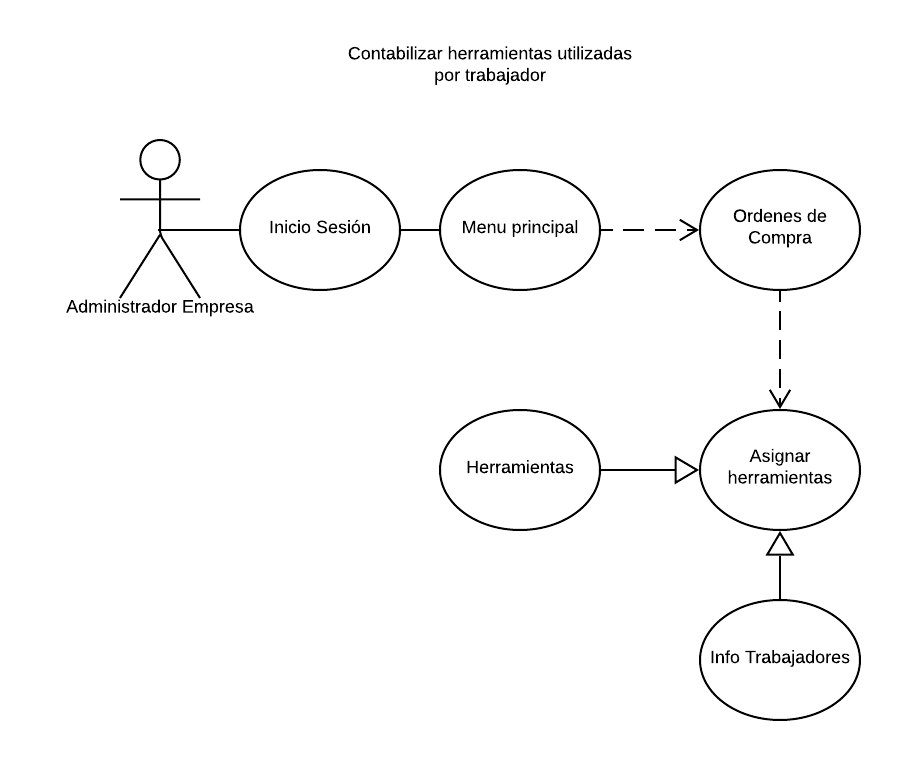 Contabilizar herramientas utilizadas
por trabajador
Inicio Sesión
Menu principal
Ordenes de
Compra
Administrador Empresa
Herramientas
Asignar
herramientas
Info Trabajadores